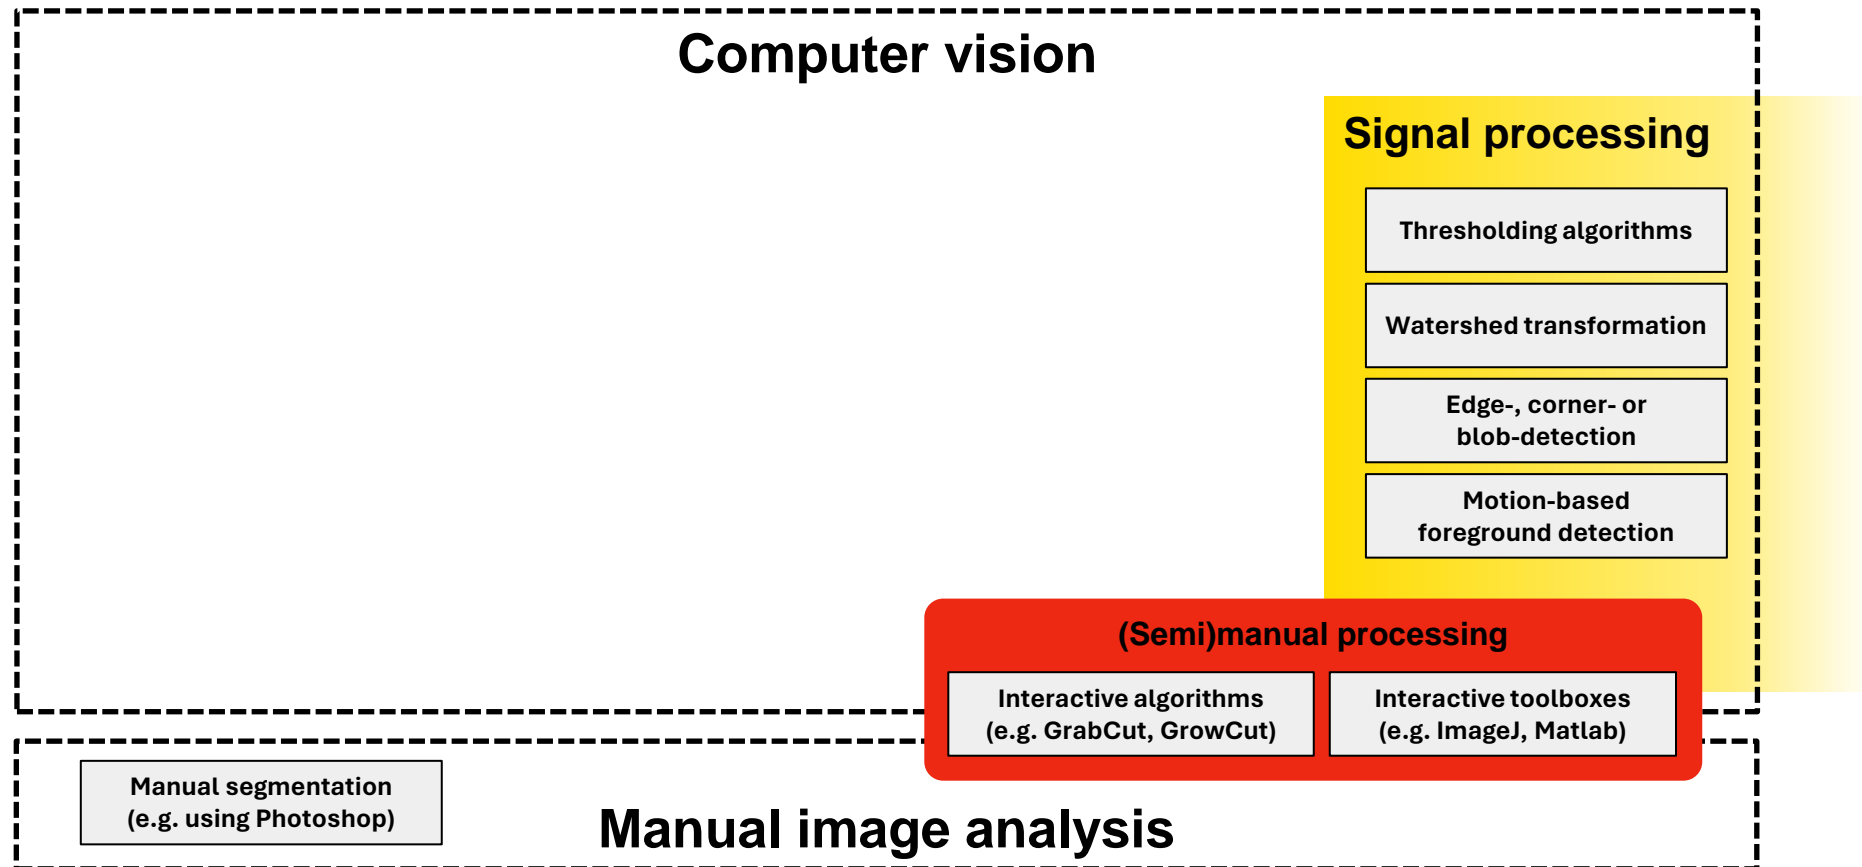 Computer vision
Signal processing
Thresholding algorithms
Watershed transformation
Edge-, corner- or
blob-detection
Motion-based
foreground detection
(Semi)manual processing
Interactive algorithms
(e.g. GrabCut, GrowCut)
Interactive toolboxes
(e.g. ImageJ, Matlab)
Manual segmentation
(e.g. using Photoshop)
Manual image analysis